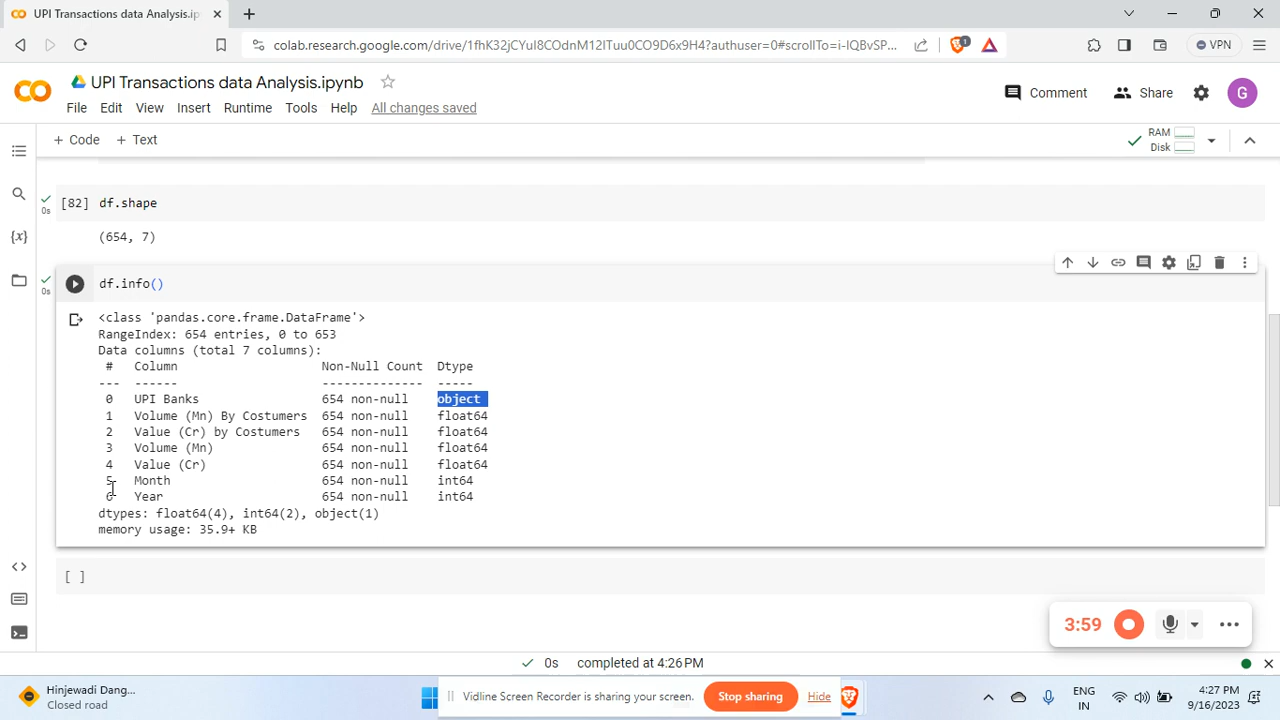 UPI Transactions data Analysis.ip
colab.research.google.com/drive/1fhK32jCYuI8COdnM12ITuu0CO9D6x9H4?authuser=0#scrollTo=i-IQBvSP...
1
VPN
UPI Transactions data Analysis.ipynb
File Edit View Insert Runtime Tools Help All changes saved
Comment Share G
+ Code + Text
RAM
Disk
[82] df.shape
0s
(654, 7)
df.info()
0s
<class 'pandas.core.frame.DataFrame'>
RangeIndex: 654 entries, 0 to 653
Data columns (total 7 columns):
# Column Non-Null Count Dtype
--- ------ -------------- -----
0 UPI Banks 654 non-null object
1 Volume (Mn) By Costumers 654 non-null float64
2 Value (Cr) by Costumers 654 non-null float64
3 Volume (Mn) 654 non-null float64
4 Value (Cr) 654 non-null float64
5 Month 654 non-null int64
6 Year 654 non-null int64
dtypes: float64(4), int64(2), object(1)
memory usage: 35.9+ KB
[ ]
3:59
0s completed at 4:26 PM
Hinjewadi Dang...
Closed road
Vidline Screen Recorder is sharing your screen. Stop sharing Hide
ENG
IN
4:27 PM
9/16/2023